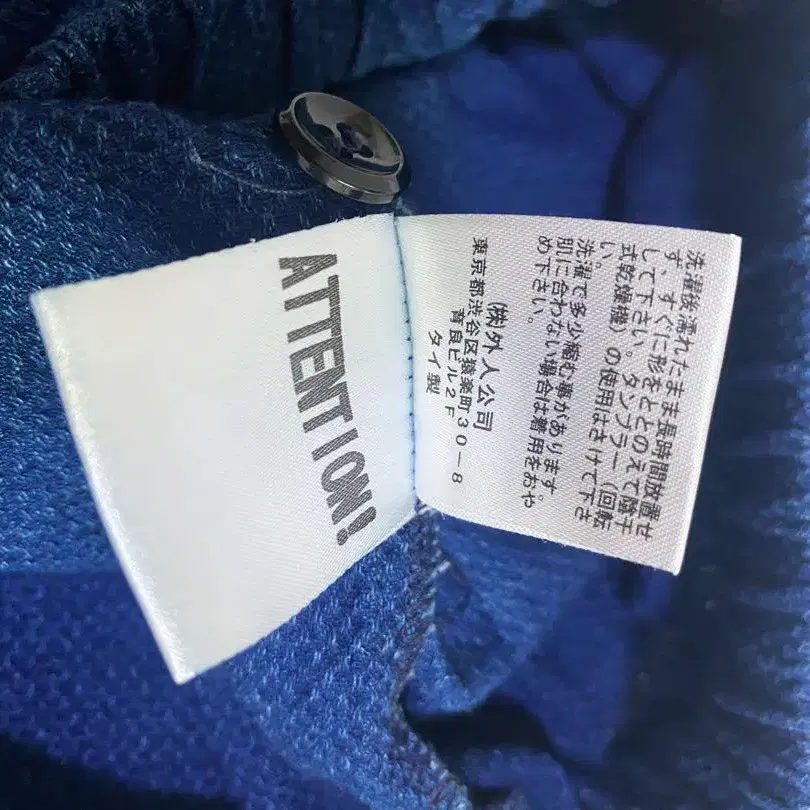 ATTENTION!
洗濯後濡れたまま長時間放置せ
ず、すぐに形をととのえて陰干
して下さい。タンブラー（回転
式乾燥機）の使用はさけて下さ
い。
洗濯で多少縮む事があります。
肌に合わない場合は着用をおや
め下さい。
㈱外人公司
東京都渋谷区猿楽町30-8
育良ビル2F
タイ製